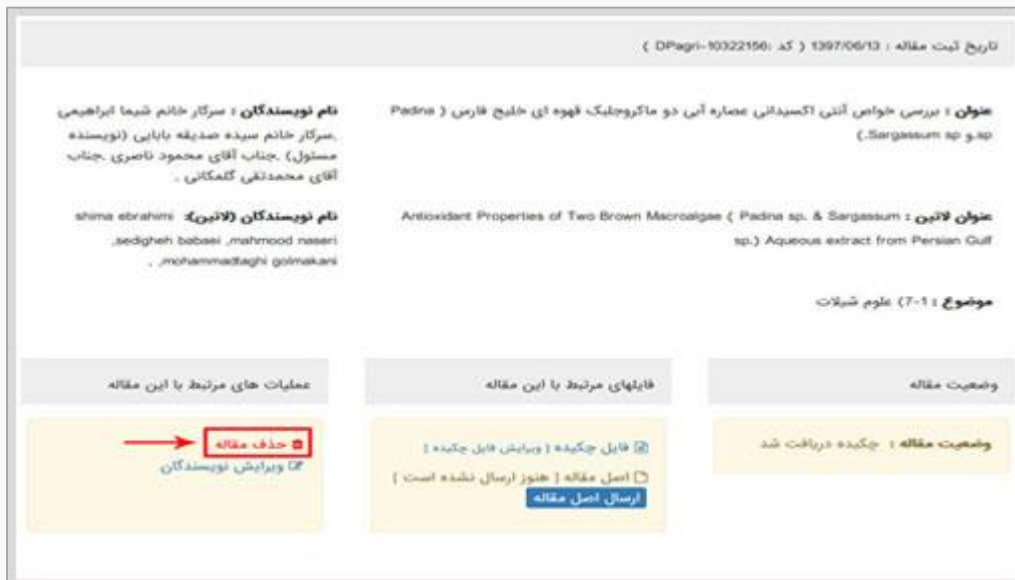 تاریخ ثبت مقاله : 1397/06/13 ( کد :DPagri-10322156 )
عنوان : بررسی خواص آنتی اکسیدانی عصاره آبی دو ماکروجلبک قهوه ای خلیج فارس ( Padina
sp.و Sargassum sp.)
نام نویسندگان : سرکار خانم شیما ابراهیمی
،سرکار خانم سیده صدیقه بابایی (نویسنده
مسئول) ،جناب آقای محمود ناصری ،جناب
آقای محمدتقی گلمکانی ,
عنوان لاتین : Antioxidant Properties of Two Brown Macroalgae ( Padina sp. & Sargassum
sp.) Aqueous extract from Persian Gulf
نام نویسندگان (لاتین): shima ebrahimi
,sedigheh babaei ,mahmood naseri
,mohammadtaghi golmakani, ,
موضوع : 1-7) علوم شیلات
وضعیت مقاله
وضعیت مقاله : چکیده دریافت شد
فایلهای مرتبط با این مقاله
فایل چکیده [ ویرایش فایل چکیده ]
اصل مقاله [ هنوز ارسال نشده است ]
ارسال اصل مقاله
عملیات های مرتبط با این مقاله
حذف مقاله
ویرایش نویسندگان